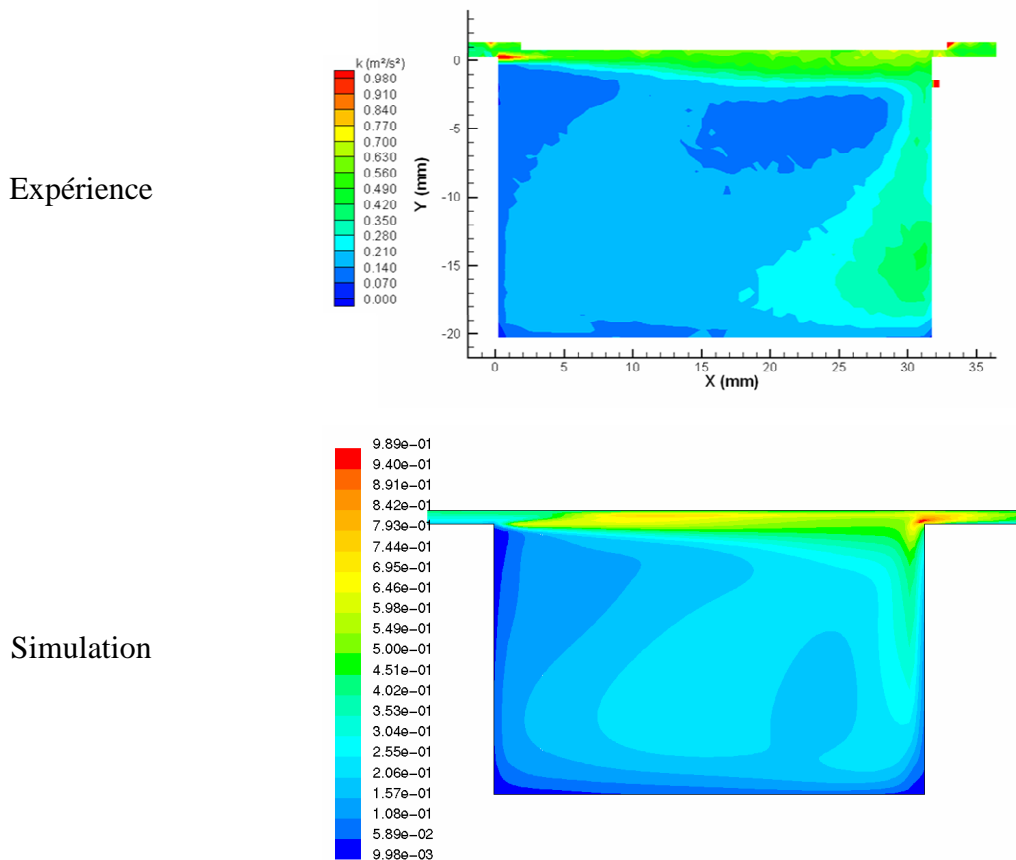 Expérience
k (m²/s²)
0.980
0.910
0.840
0.770
0.700
0.630
0.560
0.490
0.420
0.350
0.280
0.210
0.140
0.070
0.000
Y (mm)
0
-5
-10
-15
-20
0 5 10 15 20 25 30 35
X (mm)
Simulation
9.89e-01
9.40e-01
8.91e-01
8.42e-01
7.93e-01
7.44e-01
6.95e-01
6.46e-01
5.98e-01
5.49e-01
5.00e-01
4.51e-01
4.02e-01
3.53e-01
3.04e-01
2.55e-01
2.06e-01
1.57e-01
1.08e-01
5.89e-02
9.98e-03